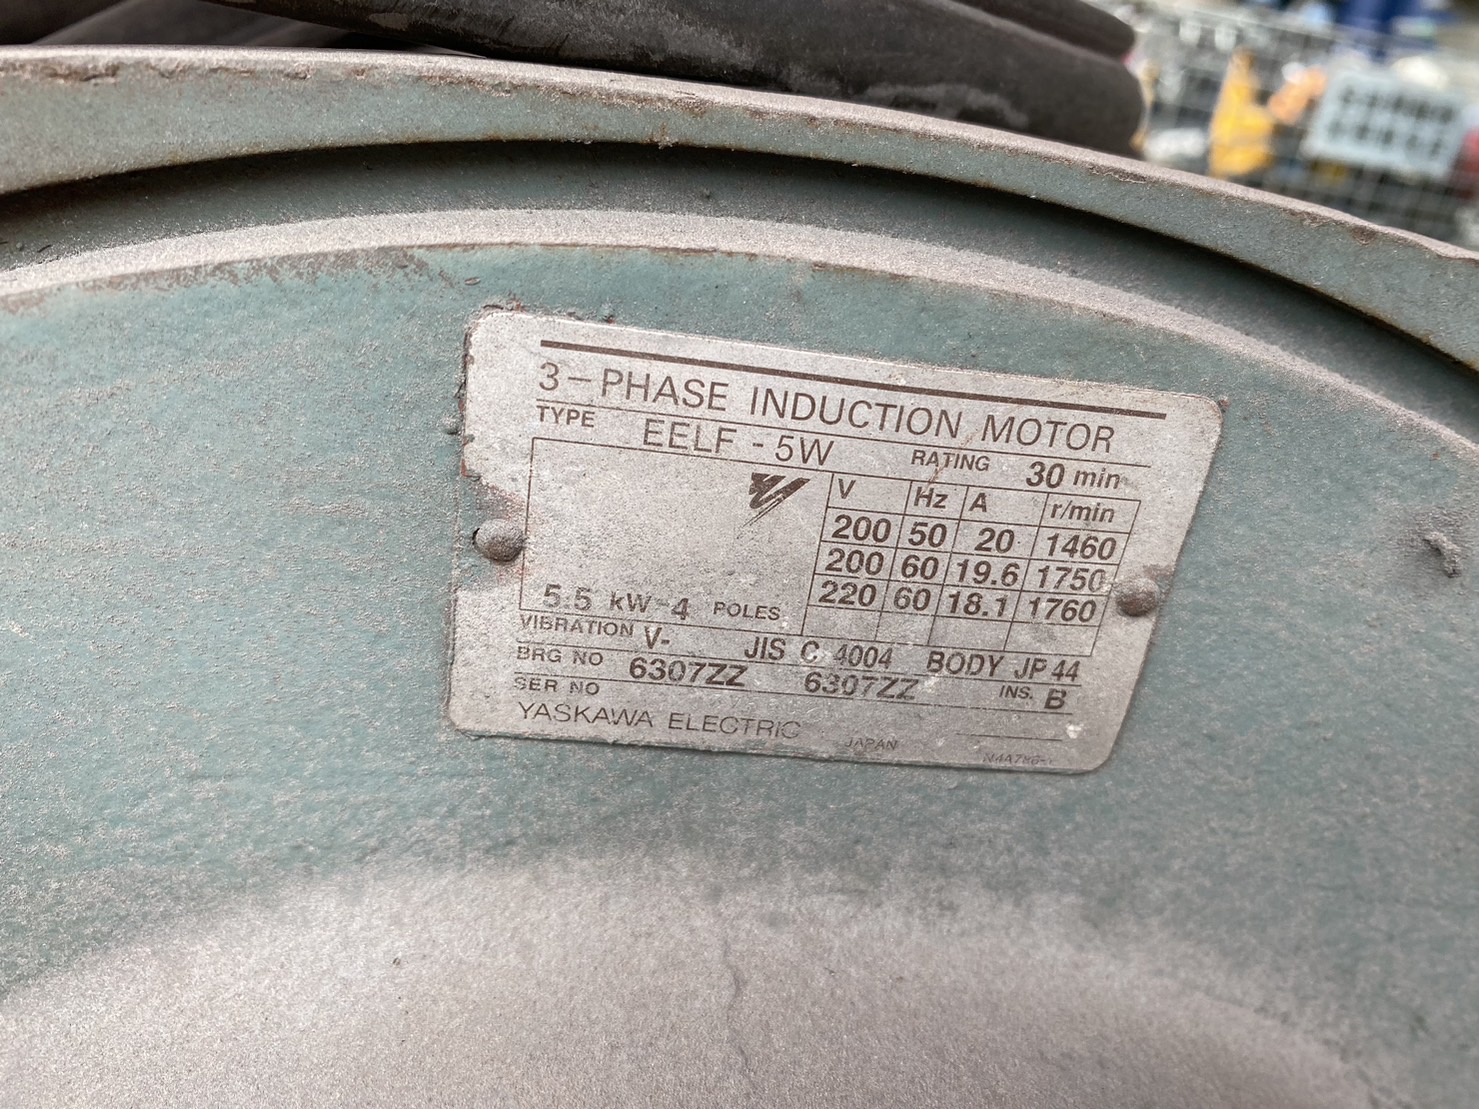 3-PHASE INDUCTION MOTOR
TYPE EELF-5W RATING 30 min
V Hz A r/min
200 50 20 1460
200 60 19.6 1750
220 60 18.1 1760
5.5 kW-4 POLES
VIBRATION V- JIS C 4004 BODY JP 44
BRG NO 6307ZZ 6307ZZ INS. B
SER NO
YASKAWA ELECTRIC JAPAN